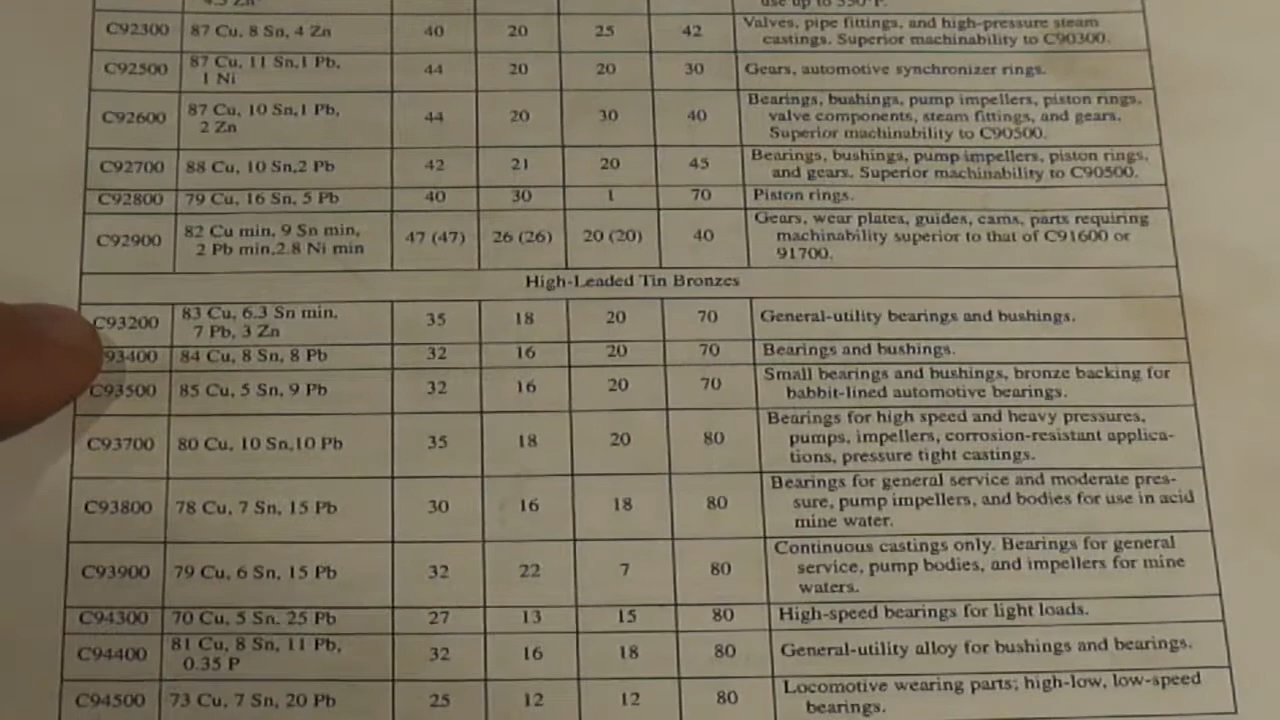 4.5 Zn
use up to 550°F.
C92300 87 Cu, 8 Sn, 4 Zn 40 20 25 42 Valves, pipe fittings, and high-pressure steam
castings. Superior machinability to C90300.
C92500 87 Cu, 11 Sn,1 Pb, 44 20 20 30 Gears, automotive synchronizer rings.
1 Ni
C92600 87 Cu, 10 Sn,1 Pb, 44 20 30 40 Bearings, bushings, pump impellers, piston rings,
2 Zn valve components, steam fittings, and gears.
Superior machinability to C90500.
C92700 88 Cu, 10 Sn,2 Pb 42 21 20 45 Bearings, bushings, pump impellers, piston rings,
and gears. Superior machinability to C90500.
C92800 79 Cu, 16 Sn, 5 Pb 40 30 1 70 Piston rings.
C92900 82 Cu min, 9 Sn min, 47 (47) 26 (26) 20 (20) 40 Gears, wear plates, guides, cams, parts requiring
2 Pb min,2.8 Ni min machinability superior to that of C91600 or
91700.
High-Leaded Tin Bronzes
C93200 83 Cu, 6.3 Sn min, 35 18 20 70 General-utility bearings and bushings.
7 Pb, 3 Zn
93400 84 Cu, 8 Sn, 8 Pb 32 16 20 70 Bearings and bushings.
C93500 85 Cu, 5 Sn, 9 Pb 32 16 20 70 Small bearings and bushings, bronze backing for
babbit-lined automotive bearings.
C93700 80 Cu, 10 Sn,10 Pb 35 18 20 80 Bearings for high speed and heavy pressures,
pumps, impellers, corrosion-resistant applica-
tions, pressure tight castings.
C93800 78 Cu, 7 Sn, 15 Pb 30 16 18 80 Bearings for general service and moderate pres-
sure, pump impellers, and bodies for use in acid
mine water.
C93900 79 Cu, 6 Sn, 15 Pb 32 22 7 80 Continuous castings only. Bearings for general
service, pump bodies, and impellers for mine
waters.
C94300 70 Cu, 5 Sn. 25 Pb 27 13 15 80 High-speed bearings for light loads.
C94400 81 Cu, 8 Sn, 11 Pb, 32 16 18 80 General-utility alloy for bushings and bearings.
0.35 P
C94500 73 Cu, 7 Sn, 20 Pb 25 12 12 80 Locomotive wearing parts; high-low, low-speed
bearings.